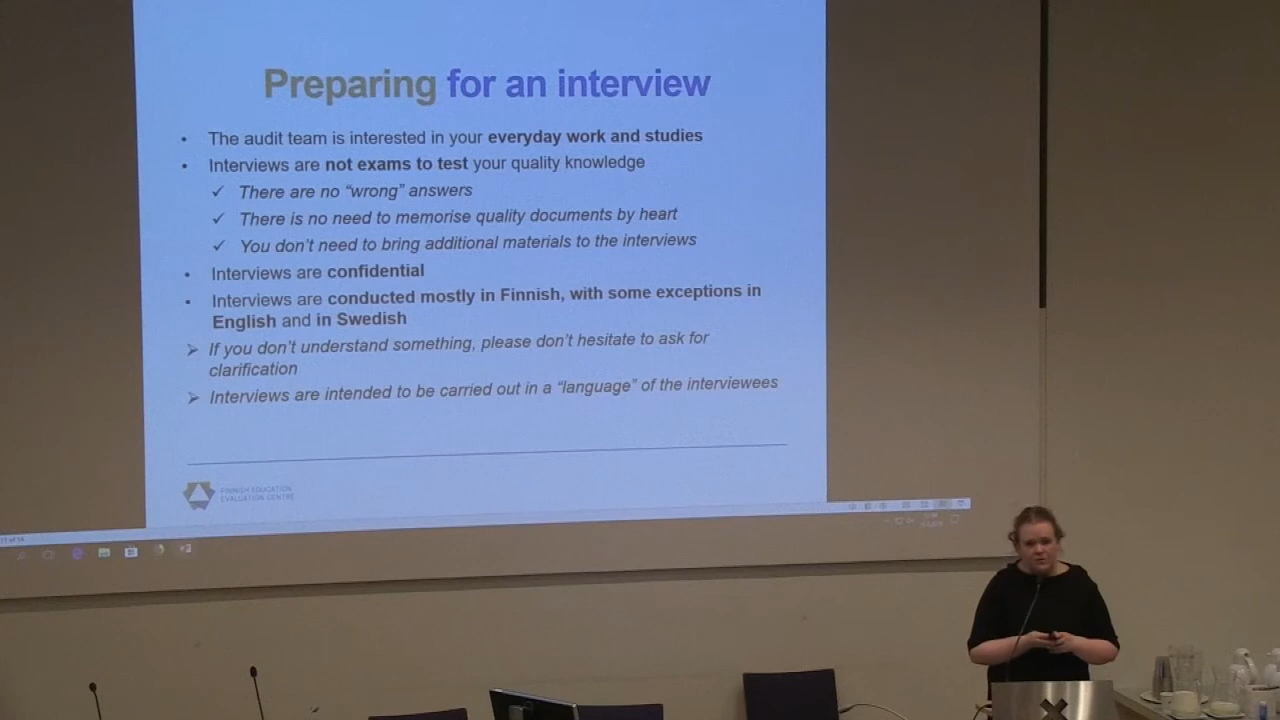 Preparing for an interview
• The audit team is interested in your everyday work and studies
• Interviews are not exams to test your quality knowledge
✓ There are no “wrong” answers
✓ There is no need to memorise quality documents by heart
✓ You don’t need to bring additional materials to the interviews
• Interviews are confidential
• Interviews are conducted mostly in Finnish, with some exceptions in
English and in Swedish
➢ If you don’t understand something, please don’t hesitate to ask for
clarification
➢ Interviews are intended to be carried out in a “language” of the interviewees
FINNISH EDUCATION
EVALUATION CENTRE